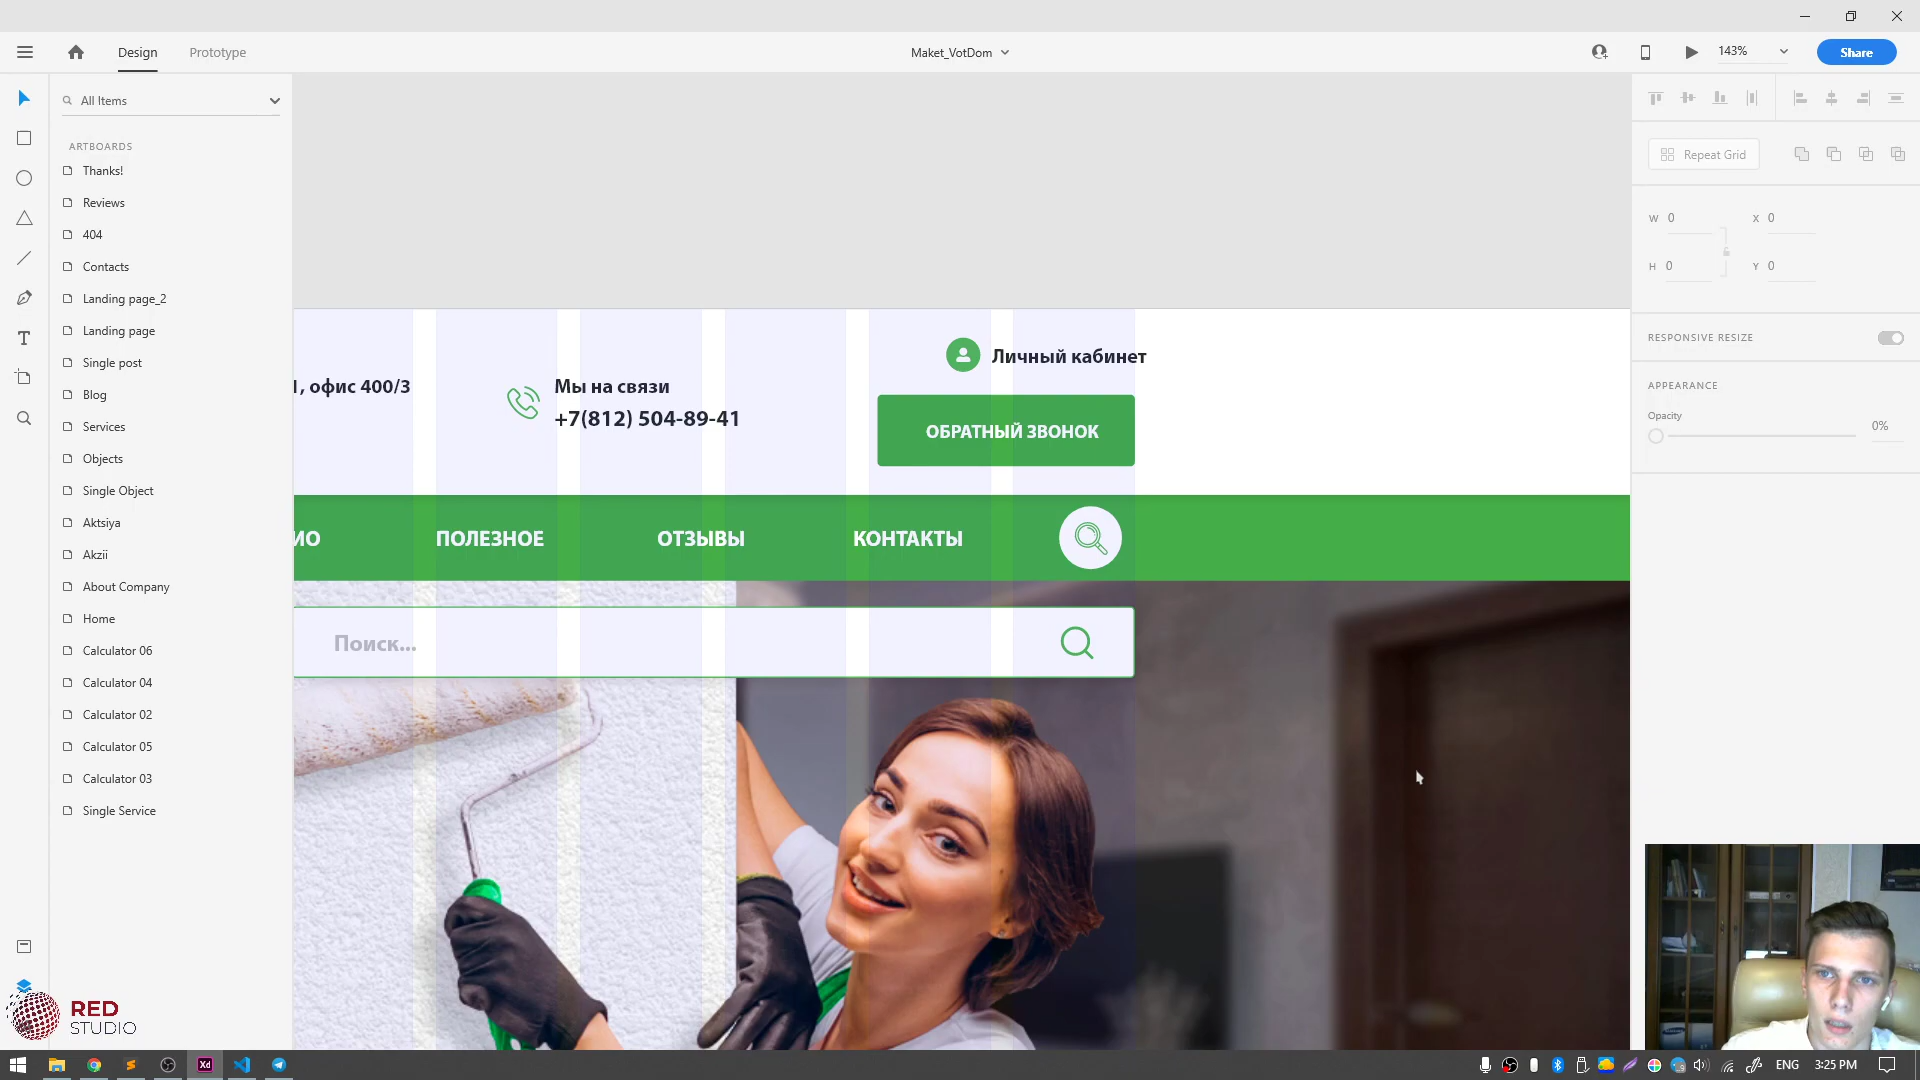 Design
Prototype
Maket_VotDom
143%
Share
All Items
ARTBOARDS
Thanks!
Reviews
404
Contacts
Landing page_2
Landing page
Single post
Blog
Services
Objects
Single Object
Aktsiya
Akzii
About Company
Home
Calculator 06
Calculator 04
Calculator 02
Calculator 05
Calculator 03
Single Service
RED
STUDIO
, офис 400/3
Мы на связи
+7(812) 504-89-41
Личный кабинет
ОБРАТНЫЙ ЗВОНОК
ИО
ПОЛЕЗНОЕ
ОТЗЫВЫ
КОНТАКТЫ
Поиск...
Repeat Grid
W 0
X 0
H 0
Y 0
RESPONSIVE RESIZE
APPEARANCE
Opacity
0%
Xd
ENG
3:25 PM